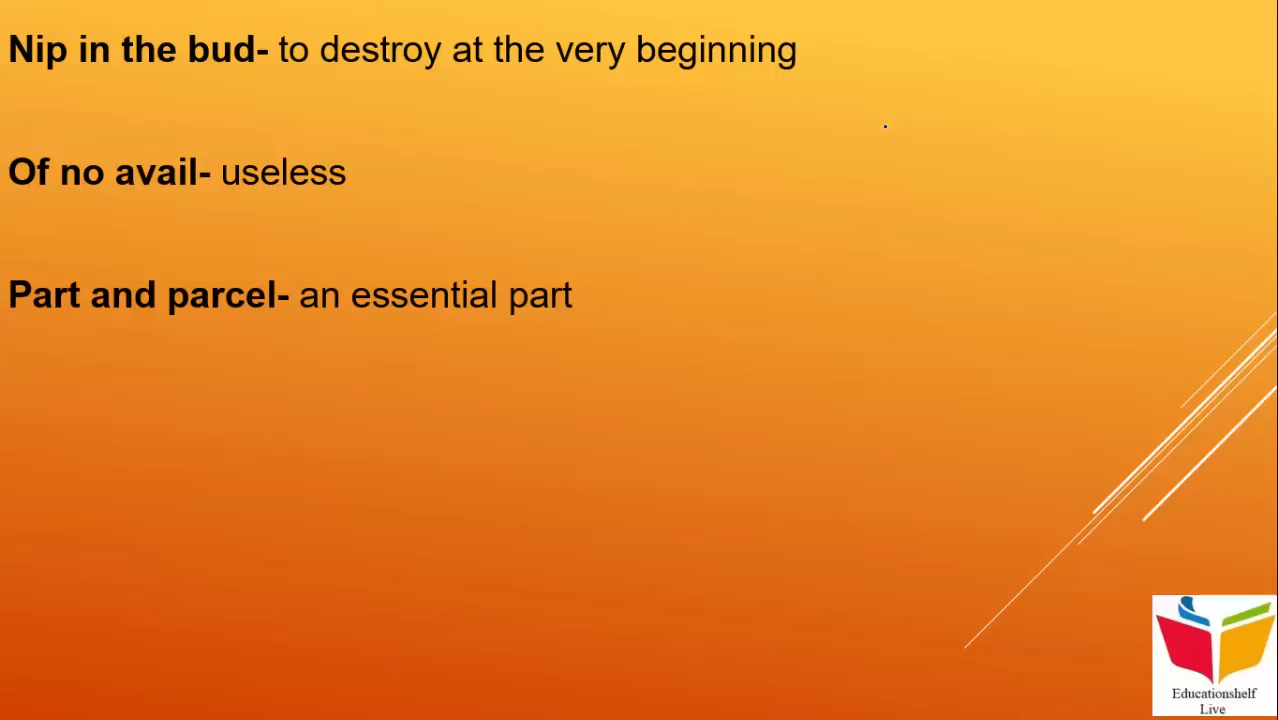 Nip in the bud- to destroy at the very beginning
Of no avail- useless
Part and parcel- an essential part
Educationshelf
Live